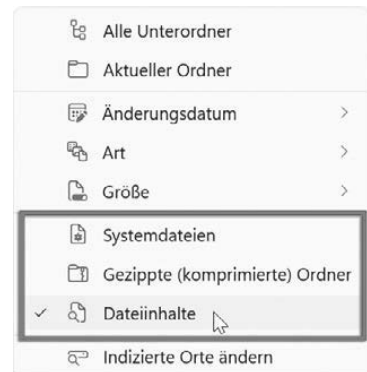 Alle Unterordner
Aktueller Ordner
Änderungsdatum
Art
Größe
Systemdateien
Gezippte (komprimierte) Ordner
Dateiinhalte
Indizierte Orte ändern